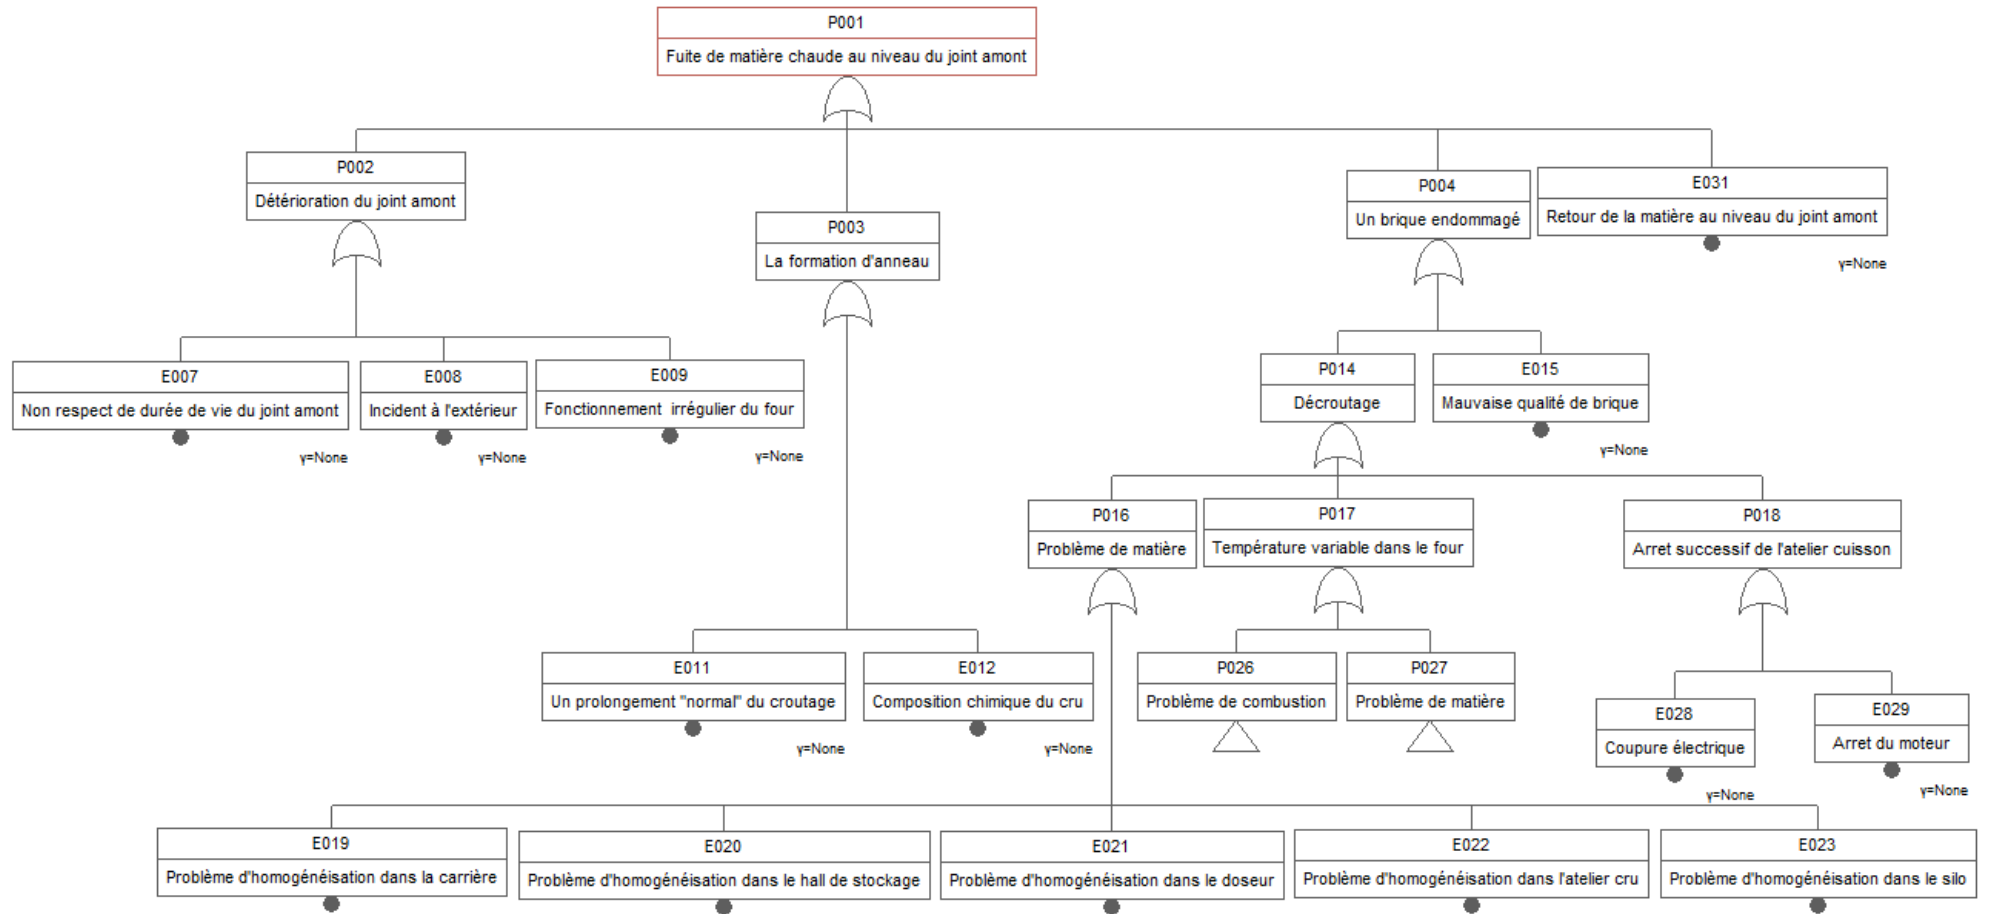 P001
Fuite de matière chaude au niveau du joint amont
P002
Détérioration du joint amont
P003
La formation d'anneau
P004
Un brique endommagé
E031
Retour de la matière au niveau du joint amont
γ=None
E007
Non respect de durée de vie du joint amont
γ=None
E008
Incident à l'extérieur
γ=None
E009
Fonctionnement  irrégulier du four
γ=None
P014
Décroutage
E015
Mauvaise qualité de brique
γ=None
P016
Problème de matière
P017
Température variable dans le four
P018
Arret successif de l'atelier cuisson
E011
Un prolongement "normal" du croutage
γ=None
E012
Composition chimique du cru
γ=None
P026
Problème de combustion
P027
Problème de matière
E028
Coupure électrique
γ=None
E029
Arret du moteur
γ=None
E019
Problème d'homogénéisation dans la carrière
E020
Problème d'homogénéisation dans le hall de stockage
E021
Problème d'homogénéisation dans le doseur
E022
Problème d'homogénéisation dans l'atelier cru
E023
Problème d'homogénéisation dans le silo